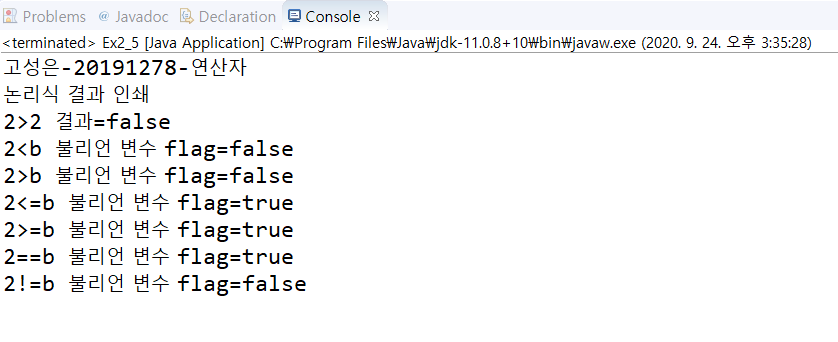 Problems @ Javadoc Declaration Console
<terminated> Ex2_5 [Java Application] C:₩Program Files₩Java₩jdk-11.0.8+10₩bin₩javaw.exe (2020. 9. 24. 오후 3:35:28)
고성은-20191278-연산자
논리식 결과 인쇄
2>2 결과=false
2<b 불리언 변수 flag=false
2>b 불리언 변수 flag=false
2<=b 불리언 변수 flag=true
2>=b 불리언 변수 flag=true
2==b 불리언 변수 flag=true
2!=b 불리언 변수 flag=false